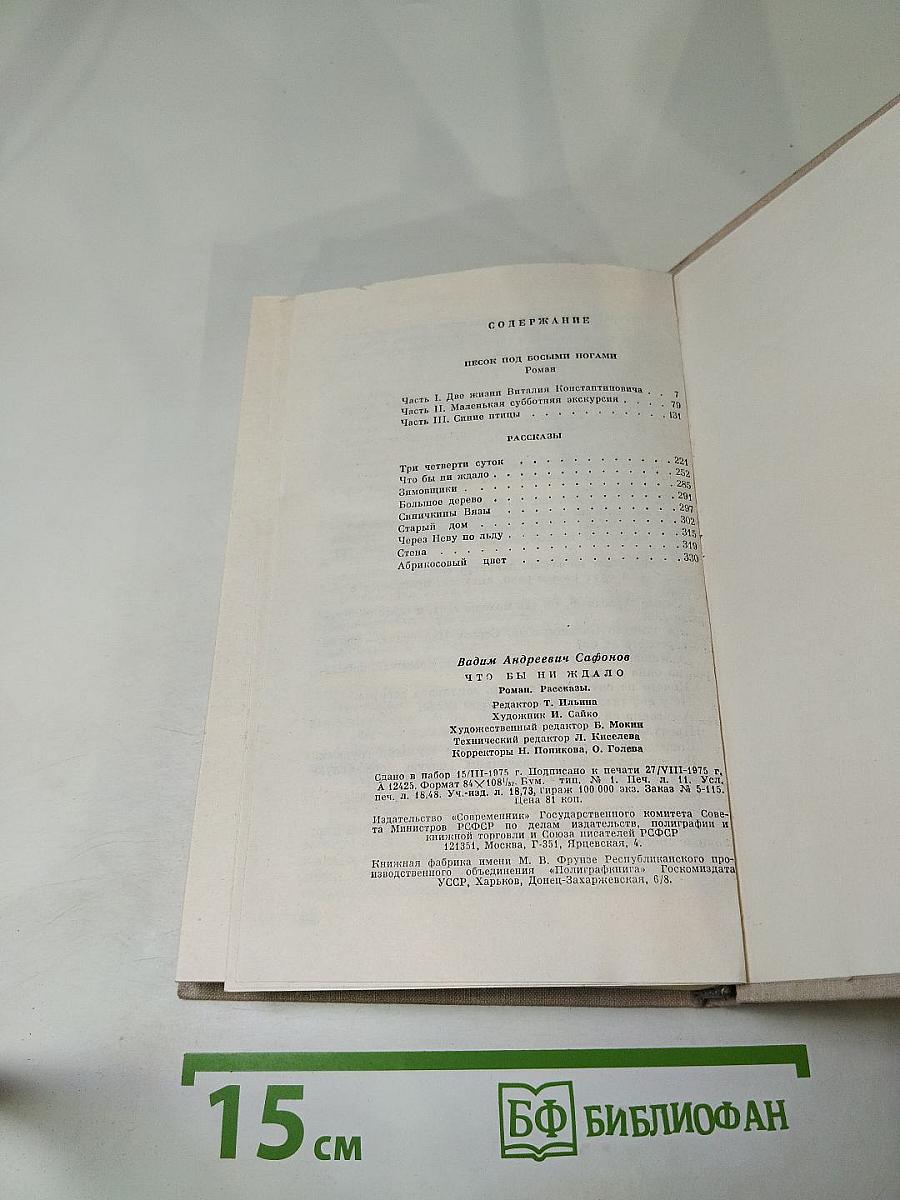 СОДЕРЖАНИЕ
ПЕСОК ПОД БОСЫМИ НОГАМИ
Роман
Часть I. Две жизни Виталия Константиновича . . 7
Часть II. Маленькая субботняя экскурсия . . . . 79
Часть III. Синие птицы . . . . . . . . . . 131
РАССКАЗЫ
Три четверти суток . . . . . . . . . . . 221
Что бы ни ждало . . . . . . . . . . . . 252
Зимовщики . . . . . . . . . . . . . . 285
Большое дерево . . . . . . . . . . . . 291
Синичкины Вязы . . . . . . . . . . . . 297
Старый дом . . . . . . . . . . . . . 302
Через Неву по льду . . . . . . . . . . . 315
Стена . . . . . . . . . . . . . . . 319
Абрикосовый цвет . . . . . . . . . . . 330
Вадим Андреевич Сафонов
ЧТО БЫ НИ ЖДАЛО
Роман. Рассказы.
Редактор Т. Ильина
Художник И. Сайко
Художественный редактор Б. Мокин
Технический редактор Л. Киселева
Корректоры Н. Попикова, О. Голева
Сдано в набор 15/III-1975 г. Подписано к печати 27/VIII-1975 г.
А 12425. Формат 84×108¹/₃₂. Бум. тип. № 1. Печ. л. 11. Усл.
печ. л. 18,48. Уч.-изд. л. 18,73. Тираж 100 000 экз. Заказ № 5-115.
Цена 81 коп.
Издательство «Современник» Государственного комитета Сове-
та Министров РСФСР по делам издательств, полиграфии и
книжной торговли и Союза писателей РСФСР
121351, Москва, Г-351, Ярцевская, 4.
Книжная фабрика имени М. В. Фрунзе Республиканского про-
изводственного объединения «Полиграфкнига» Госкомиздата
УССР, Харьков, Донец-Захаржевская, 6/8.
15 см
БФ БИБЛИОФАН